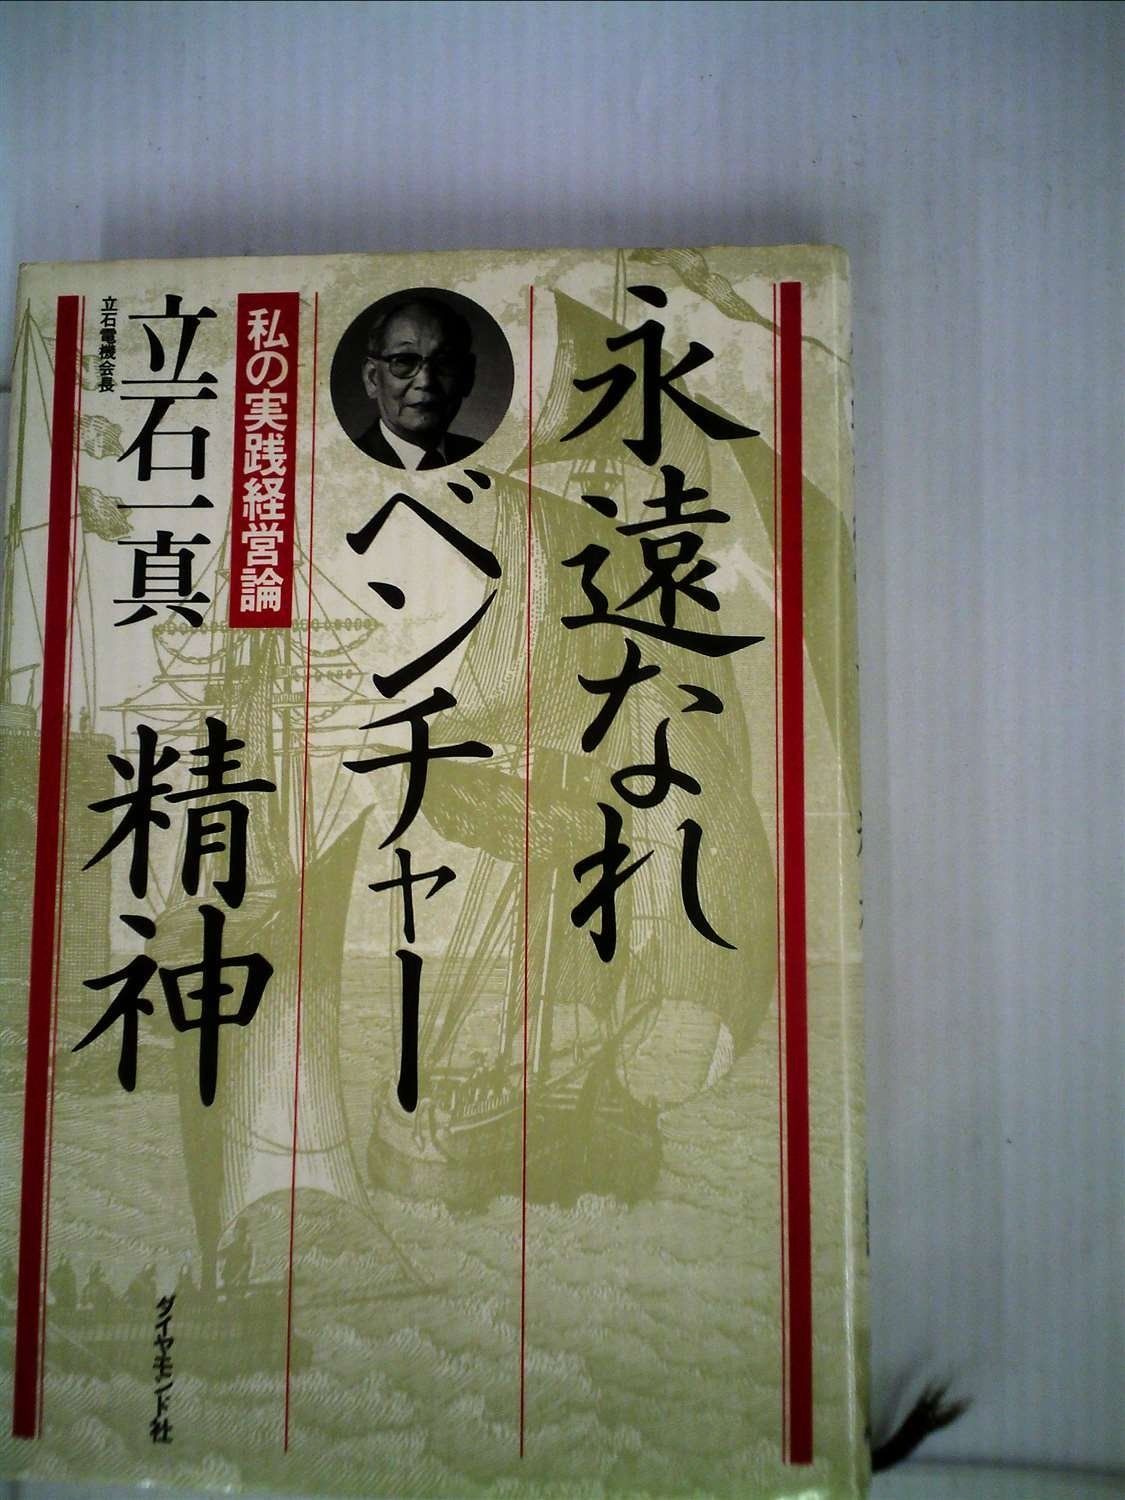 永遠なれ
ベンチャー
精神
私の実践経営論
立石一真
立石電機会長
ダイヤモンド社